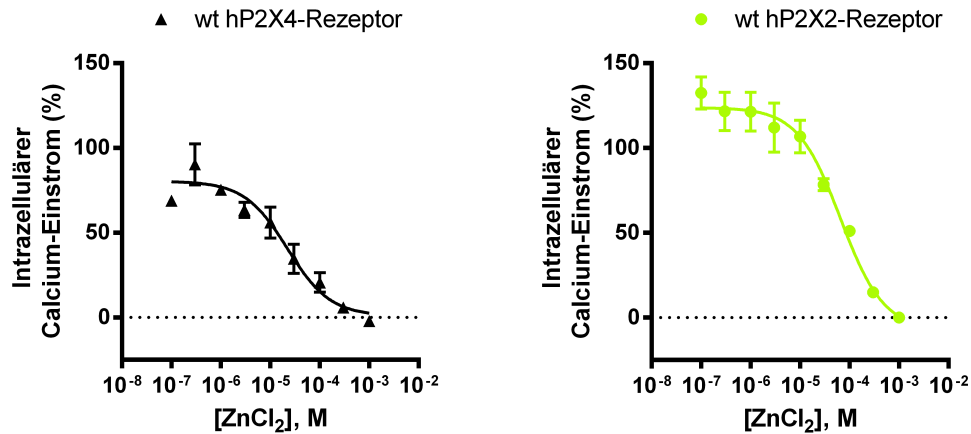 wt hP2X4-Rezeptor
Intrazellulärer
Calcium-Einstrom (%)
150
100
50
0
10⁻⁸ 10⁻⁷ 10⁻⁶ 10⁻⁵ 10⁻⁴ 10⁻³ 10⁻²
[ZnCl₂], M
wt hP2X2-Rezeptor
Intrazellulärer
Calcium-Einstrom (%)
150
100
50
0
10⁻⁸ 10⁻⁷ 10⁻⁶ 10⁻⁵ 10⁻⁴ 10⁻³ 10⁻²
[ZnCl₂], M